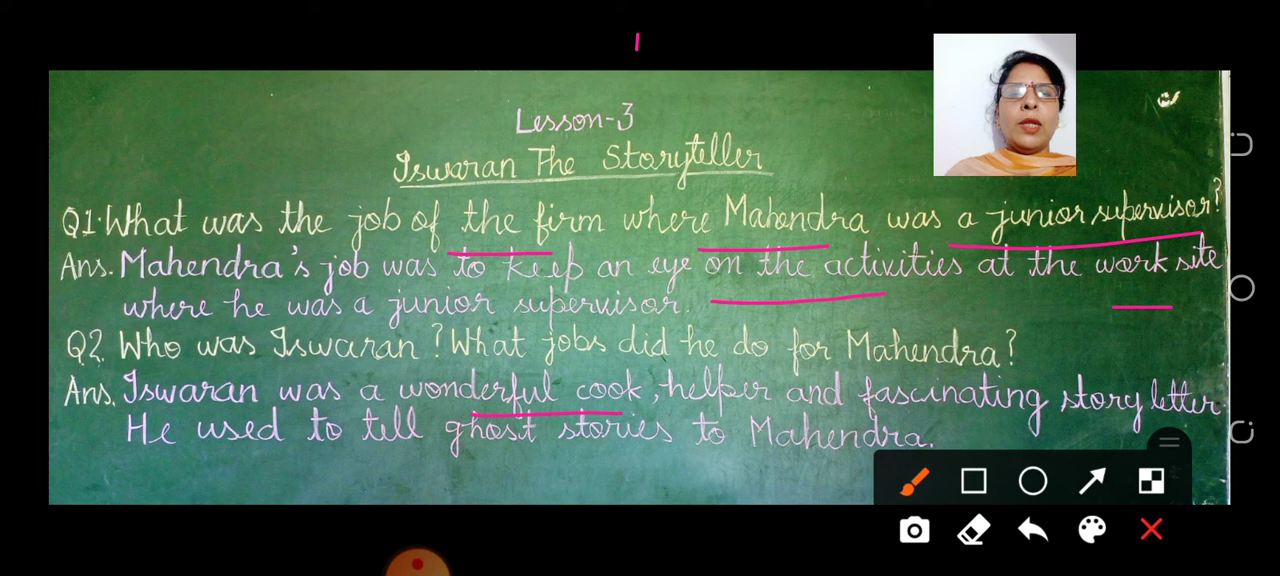 Lesson-3
Iswaran The Storyteller
Q1. What was the job of the firm where Mahendra was a junior supervisor?
Ans. Mahendra's job was to keep an eye on the activities at the work site
where he was a junior supervisor.
Q2. Who was Iswaran? What jobs did he do for Mahendra?
Ans. Iswaran was a wonderful cook, helper and fascinating story letter.
He used to tell ghost stories to Mahendra.